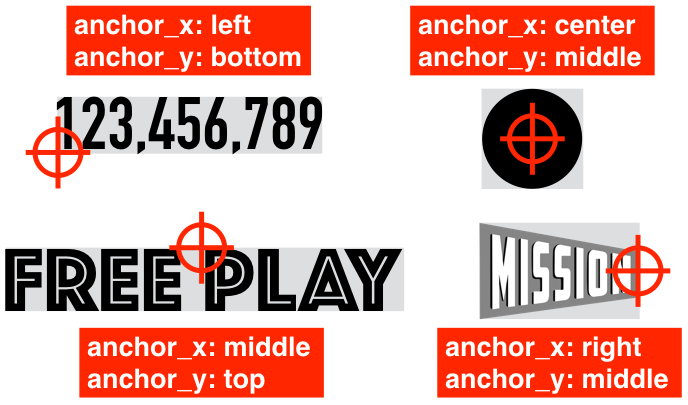 anchor_x: left
anchor_y: bottom
anchor_x: center
anchor_y: middle
123,456,789
FREE PLAY
MISSION
anchor_x: middle
anchor_y: top
anchor_x: right
anchor_y: middle